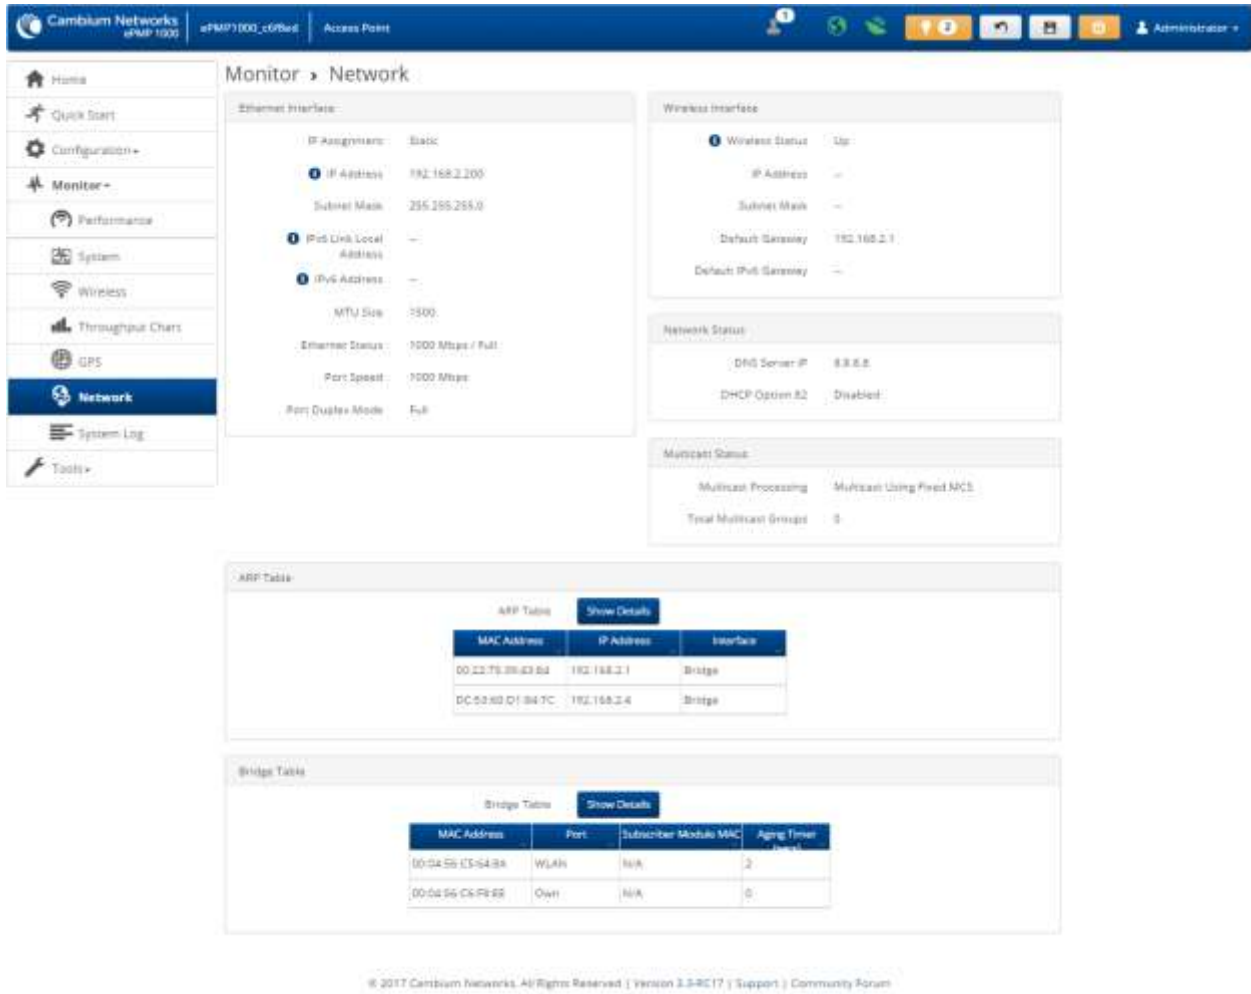 Cambium Networks
ePMP 1000
Access Point
1
2
Administrator
Home
Quick Start
Configuration
Monitor
Performance
System
Wireless
Throughput Chart
GPS
Network
System Log
Tools
Monitor › Network
Ethernet Interface
IP Assignment Static
IP Address 192.168.2.200
Subnet Mask 255.255.255.0
IPv6 Link Local Address --
IPv6 Address --
MTU Size 1500
Ethernet Status 1000 Mbps / Full
Port Speed 1000 Mbps
Port Duplex Mode Full
Wireless Interface
Wireless Status Up
IP Address --
Subnet Mask --
Default Gateway 192.168.2.1
Default IPv6 Gateway --
Network Status
DNS Server IP 8.8.8.8
DHCP Option 82 Disabled
Multicast Status
Multicast Processing Multicast Using Fixed MCS
Total Multicast Groups 0
ARP Table
ARP Table Show Details
MAC Address IP Address Interface
192.168.2.1 Bridge
192.168.2.4 Bridge
Bridge Table
Bridge Table Show Details
MAC Address Port Subscriber Module MAC Aging Timer
WLAN N/A 2
Own N/A 0
© 2017 Cambium Networks, All Rights Reserved | Version 3.3-RC17 | Support | Community Forum